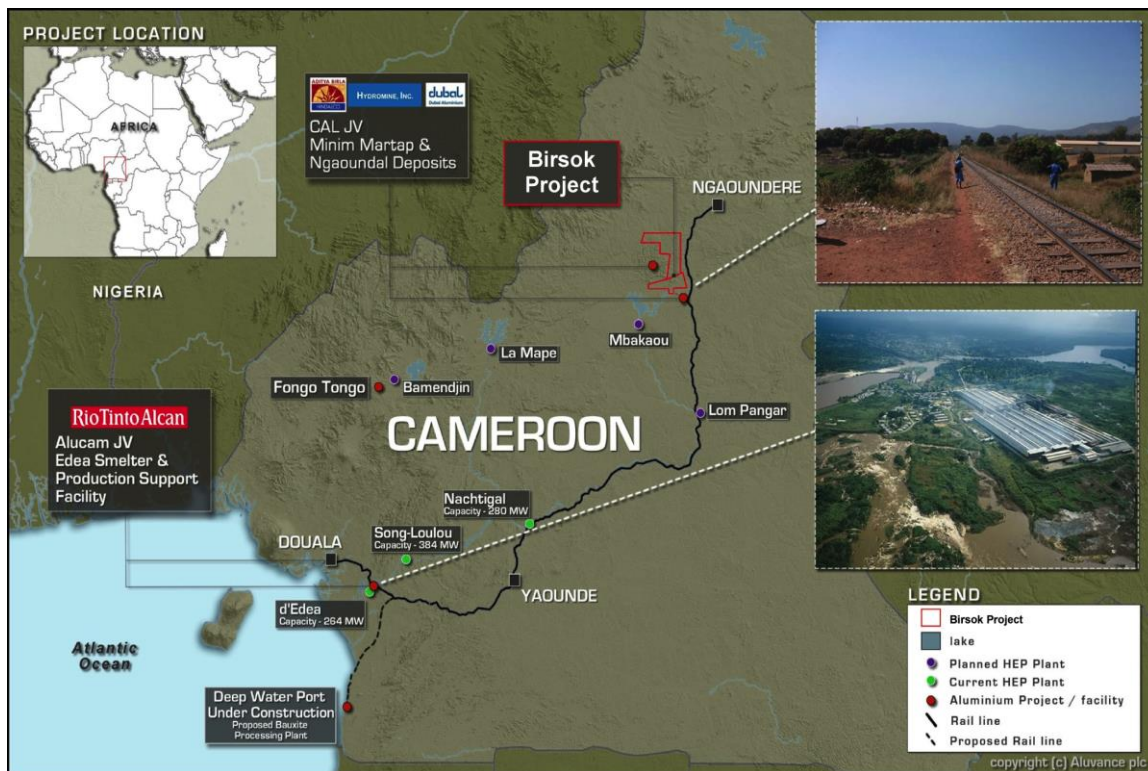 PROJECT LOCATION
AFRICA
ADITYA BIRLA
HINDALCO
HYDROMINE, INC.
dubal
Dubai Aluminium
CAL JV
Minim Martap &
Ngaoundal Deposits
Birsok
Project
NGAOUNDERE
NIGERIA
Mbakaou
La Mape
Fongo Tongo
Bamendjin
Lom Pangar
CAMEROON
RioTintoAlcan
Alucam JV
Edea Smelter &
Production Support
Facility
Nachtigal
Capacity - 280 MW
Song-Loulou
Capacity - 384 MW
DOUALA
YAOUNDE
d'Edea
Capacity - 264 MW
Atlantic
Ocean
Deep Water Port
Under Construction
Proposed Bauxite
Processing Plant
LEGEND
Birsok Project
lake
Planned HEP Plant
Current HEP Plant
Aluminium Project / facility
Rail line
Proposed Rail line
copyright (c) Aluvance plc